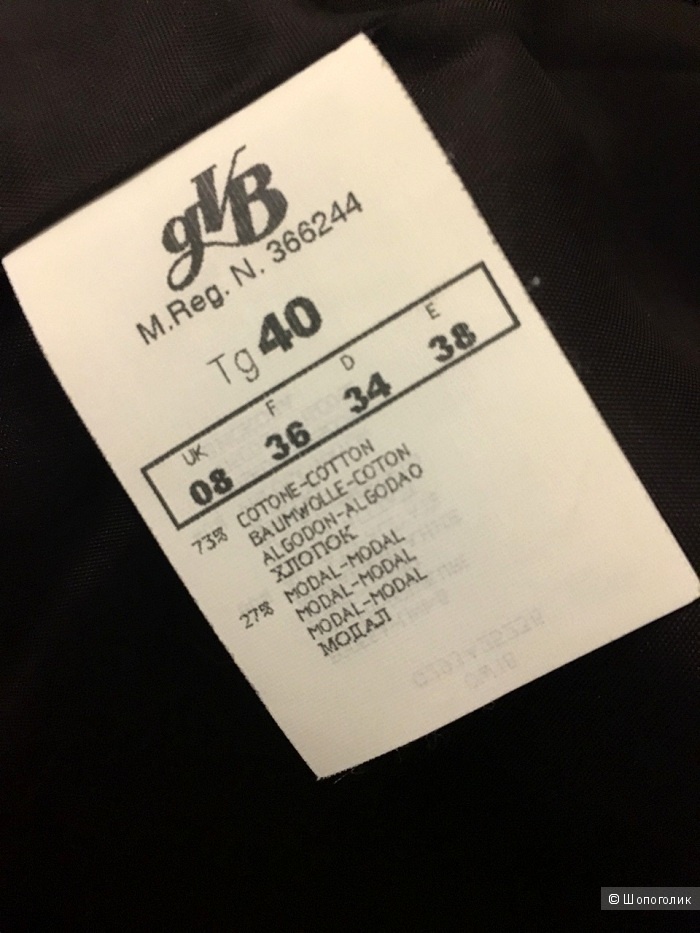 gVB
M.Reg. N. 366244
Tg 40
UK F D E
08 36 34 38
73% COTONE-COTTON
BAUMWOLLE-COTON
ALGODON-ALGODAO
ХЛОПОК
27% MODAL-MODAL
MODAL-MODAL
MODAL-MODAL
МОДАЛ
© Шопоголик